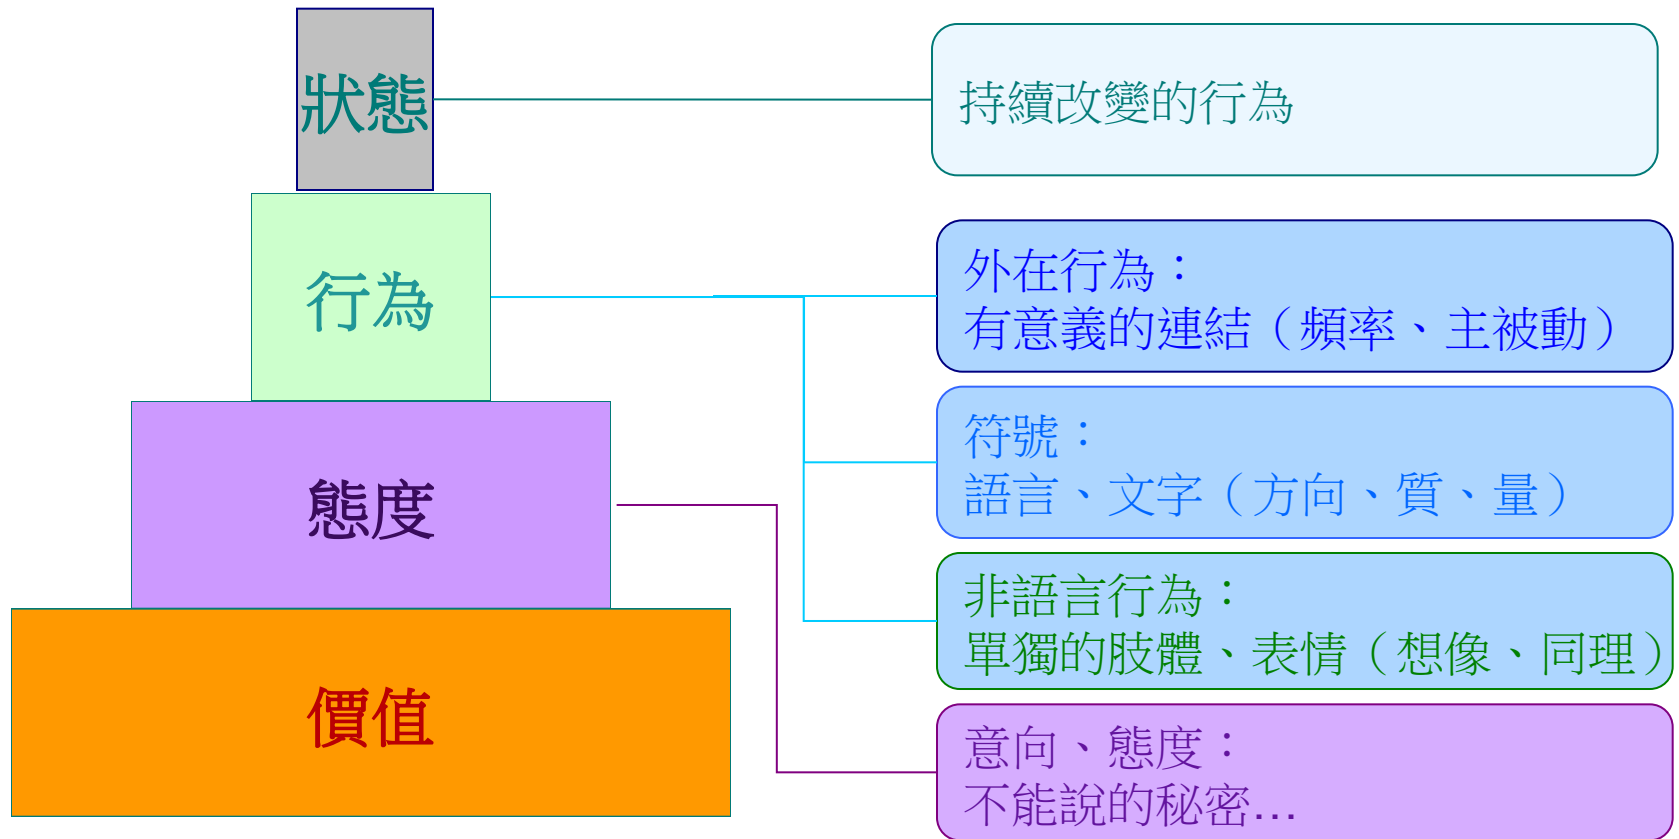 狀態
持續改變的行為
行為
外在行為：
有意義的連結（頻率、主被動）
符號：
語言、文字（方向、質、量）
非語言行為：
單獨的肢體、表情（想像、同理）
態度
意向、態度：
不能說的秘密...
價值